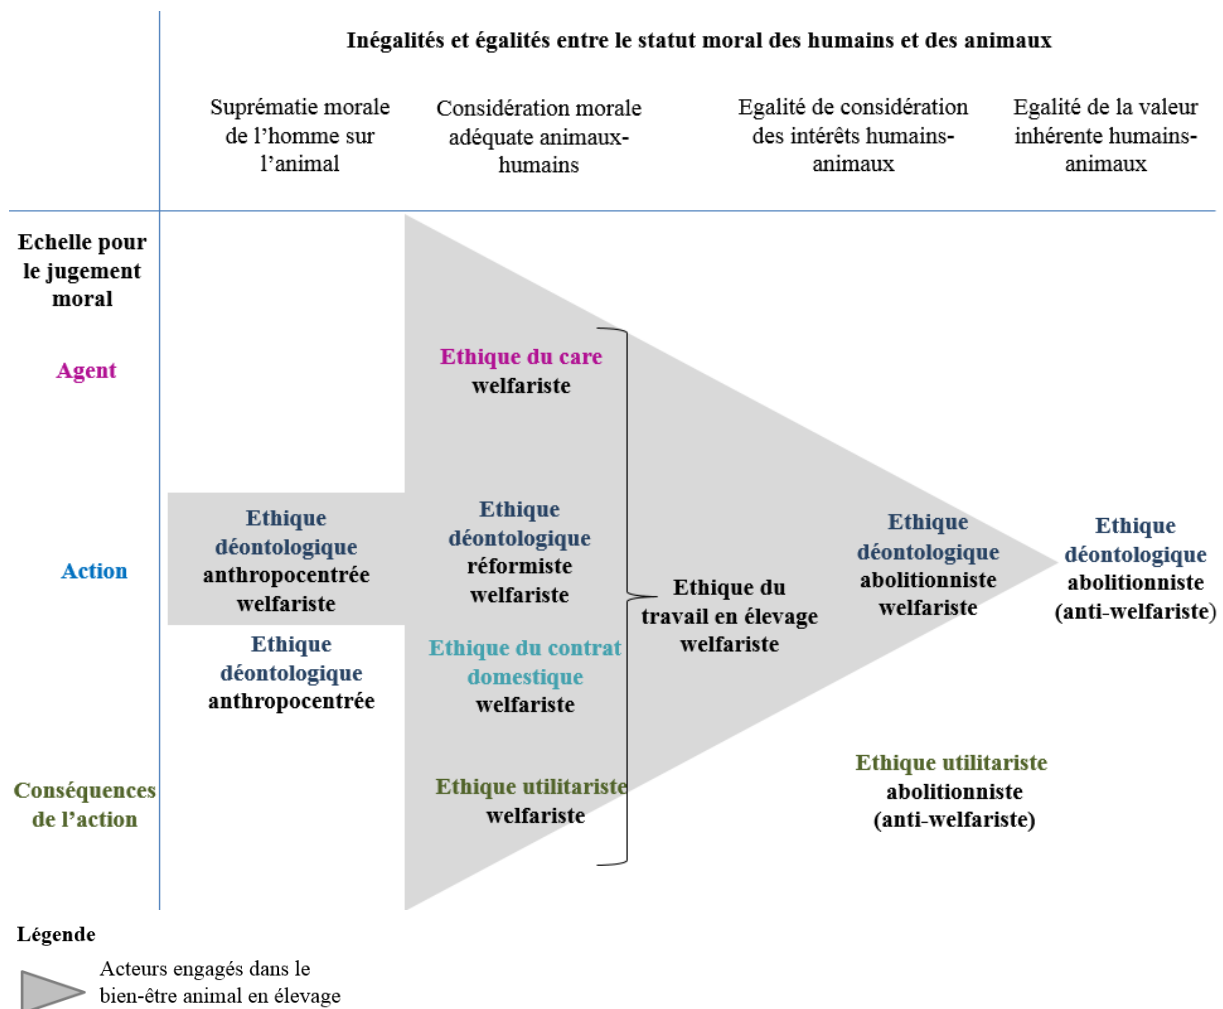 Inégalités et égalités entre le statut moral des humains et des animaux
Suprématie morale
de l'homme sur
l'animal
Considération morale
adéquate animaux-
humains
Egalité de considération
des intérêts humains-
animaux
Egalité de la valeur
inhérente humains-
animaux
Echelle pour
le jugement
moral
Agent
Ethique du care
welfariste
Action
Ethique
déontologique
anthropocentrée
welfariste
Ethique
déontologique
anthropocentrée
Ethique
déontologique
réformiste
welfariste
Ethique du contrat
domestique
welfariste
Ethique du
travail en élevage
welfariste
Ethique
déontologique
abolitionniste
welfariste
Ethique
déontologique
abolitionniste
(anti-welfariste)
Conséquences
de l'action
Ethique utilitariste
welfariste
Ethique utilitariste
abolitionniste
(anti-welfariste)
Légende
Acteurs engagés dans le
bien-être animal en élevage